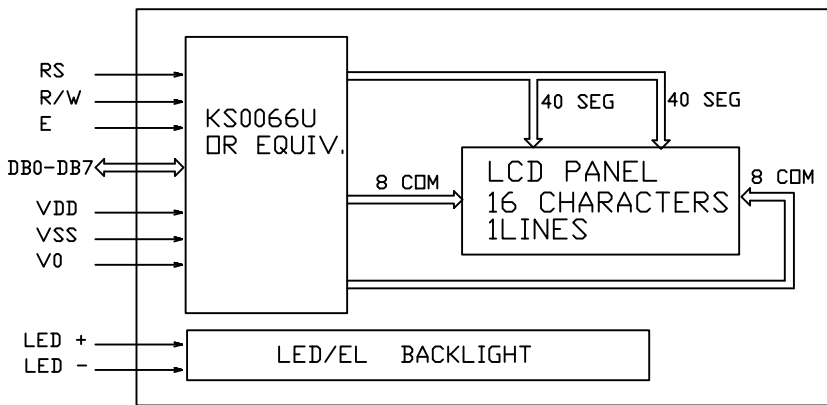 RS
R/W
E
DB0-DB7
VDD
VSS
V0
LED +
LED -
KS0066U
OR EQUIV.
40 SEG
40 SEG
8 COM
8 COM
LCD PANEL
16 CHARACTERS
1LINES
LED/EL BACKLIGHT